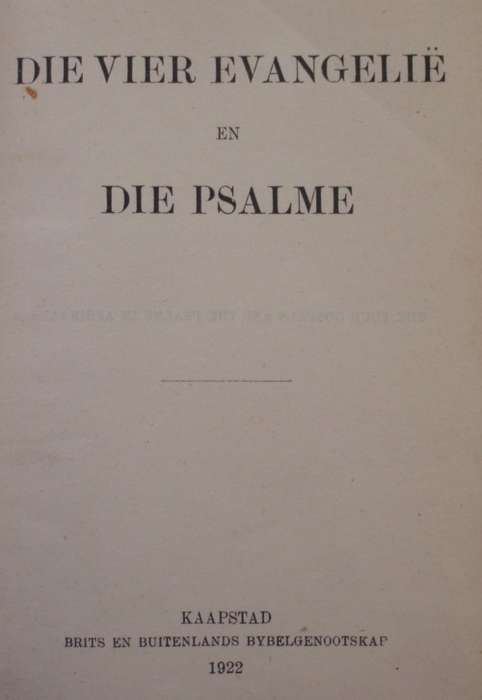 DIE VIER EVANGELIË
EN
DIE PSALME
KAAPSTAD
BRITS EN BUITENLANDS BYBELGENOOTSKAP
1922